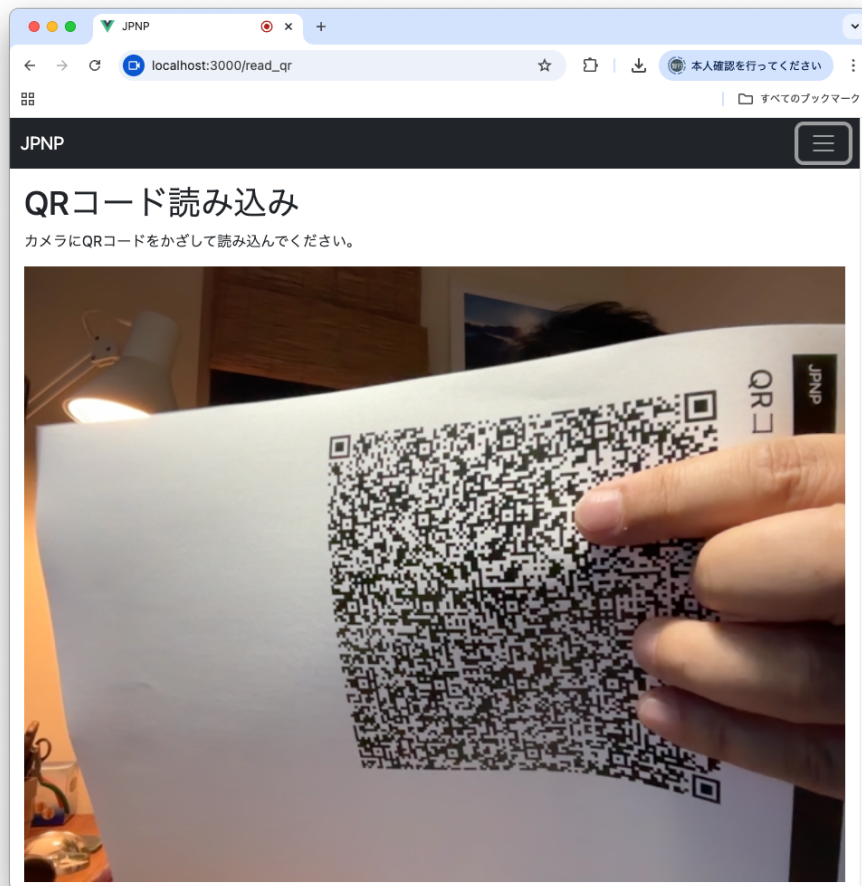 JPNP
localhost:3000/read_qr
本人確認を行ってください
すべてのブックマーク
JPNP
QRコード読み込み
カメラにQRコードをかざして読み込んでください。
JPNP
QRコ